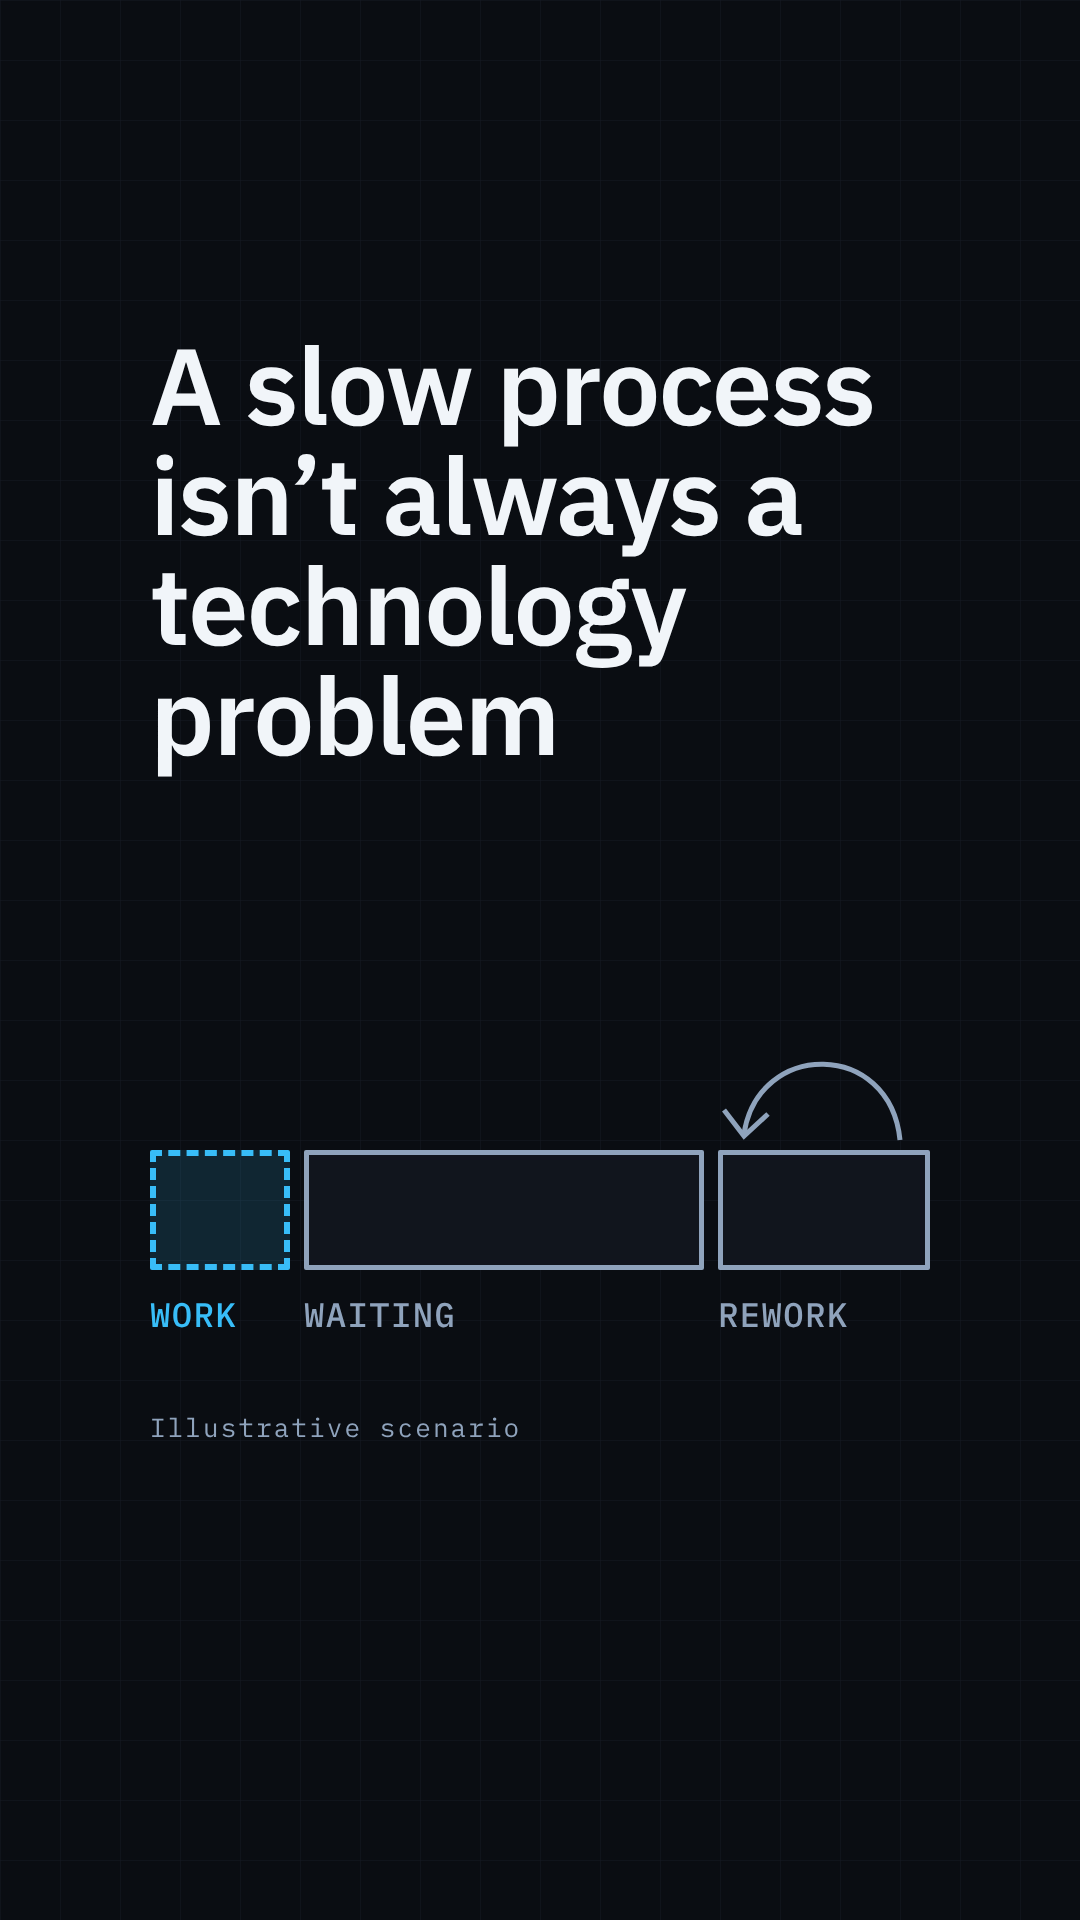 A slow process
isn’t always a
technology
problem
WORK WAITING REWORK
Illustrative scenario